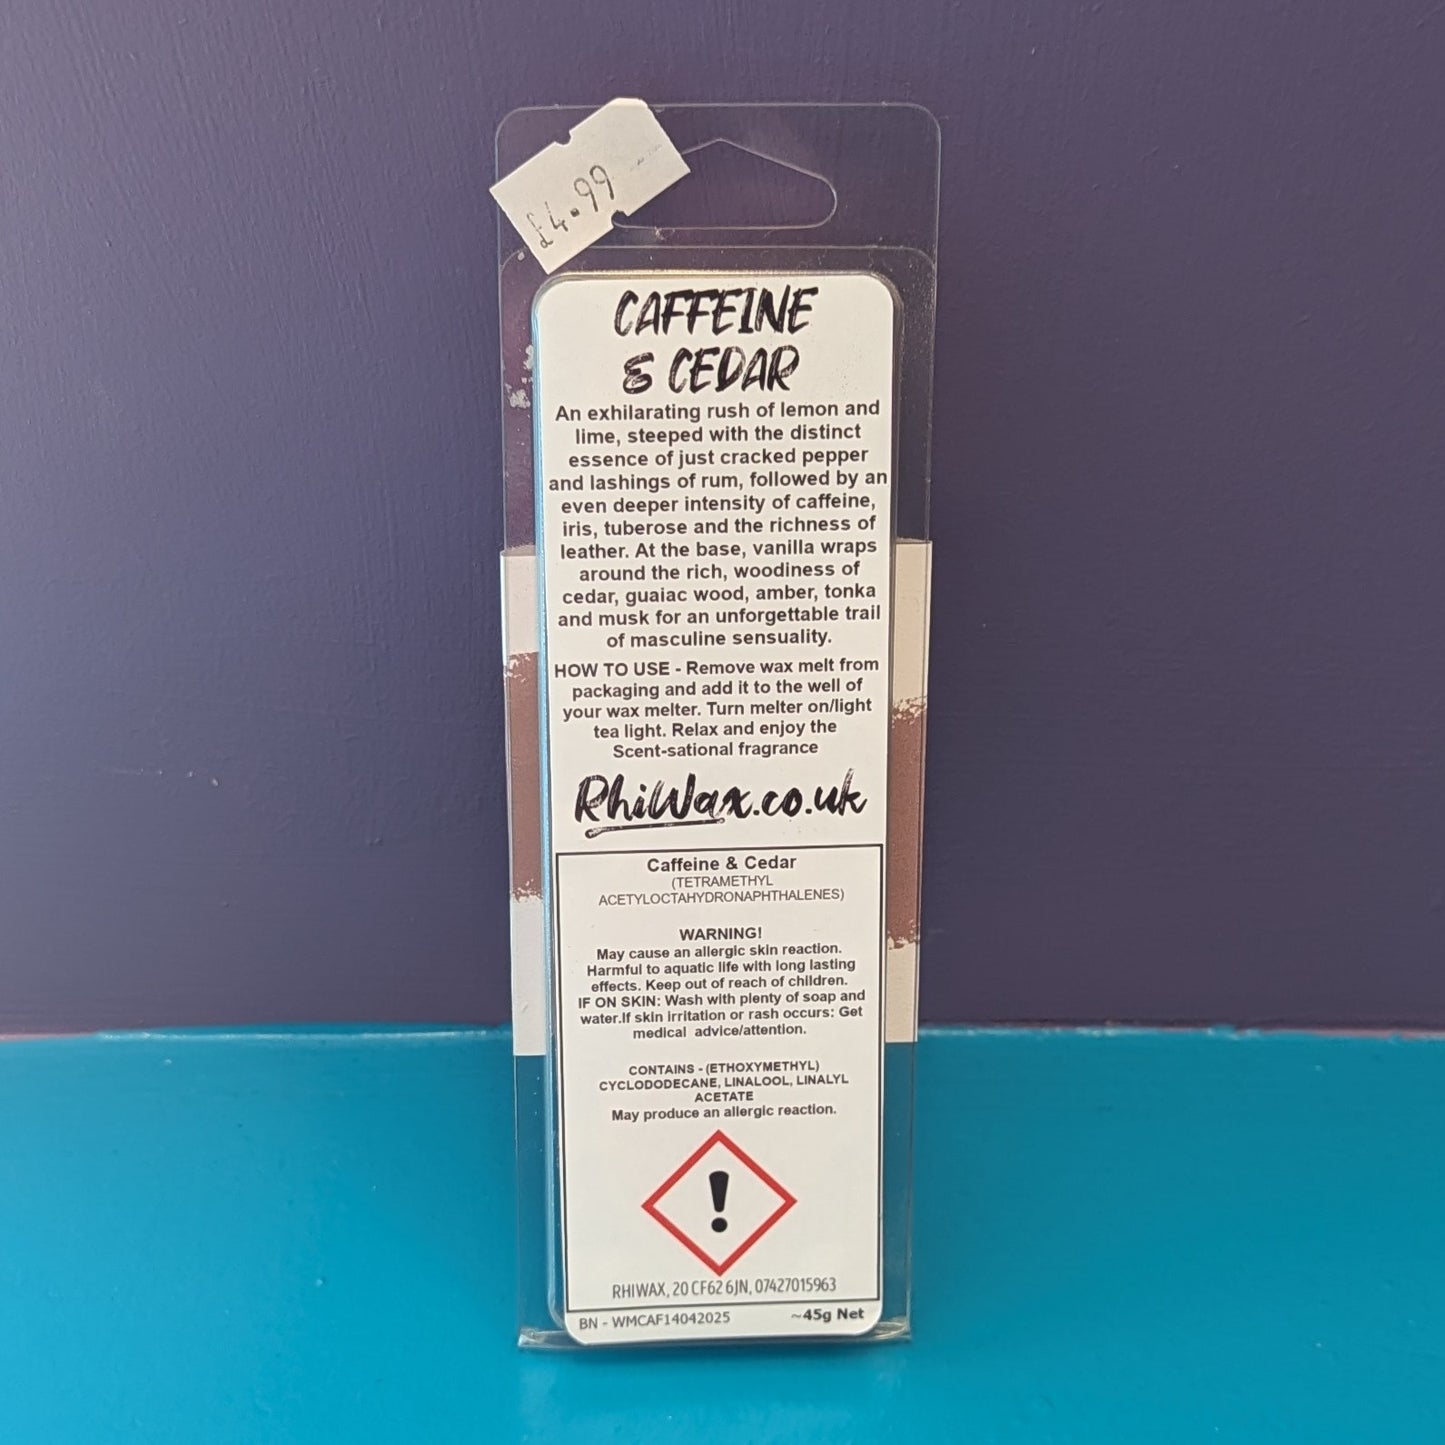 £4.99
CAFFEINE
& CEDAR
An exhilarating rush of lemon and
lime, steeped with the distinct
essence of just cracked pepper
and lashings of rum, followed by an
even deeper intensity of caffeine,
iris, tuberose and the richness of
leather. At the base, vanilla wraps
around the rich, woodiness of
cedar, guaiac wood, amber, tonka
and musk for an unforgettable trail
of masculine sensuality.
HOW TO USE - Remove wax melt from
packaging and add it to the well of
your wax melter. Turn melter on/light
tea light. Relax and enjoy the
Scent-sational fragrance
RhiWax.co.uk
Caffeine & Cedar
(TETRAMETHYL
ACETYLOCTAHYDRONAPHTHALENES)
WARNING!
May cause an allergic skin reaction.
Harmful to aquatic life with long lasting
effects. Keep out of reach of children.
IF ON SKIN: Wash with plenty of soap and
water.If skin irritation or rash occurs: Get
medical advice/attention.
CONTAINS - (ETHOXYMETHYL)
CYCLODODECANE, LINALOOL, LINALYL
ACETATE
May produce an allergic reaction.
!
RHIWAX, 20 CF62 6JN, 07427015963
BN - WMCAF14042025 ~45g Net